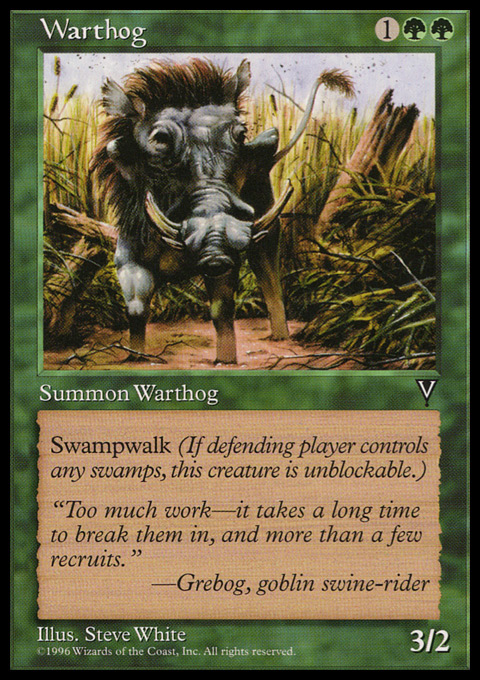 Warthog 1
Summon Warthog V
Swampwalk (If defending player controls
any swamps, this creature is unblockable.)
“Too much work—it takes a long time
to break them in, and more than a few
recruits.”
—Grebog, goblin swine-rider
Illus. Steve White
©1996 Wizards of the Coast, Inc. All rights reserved.
3/2